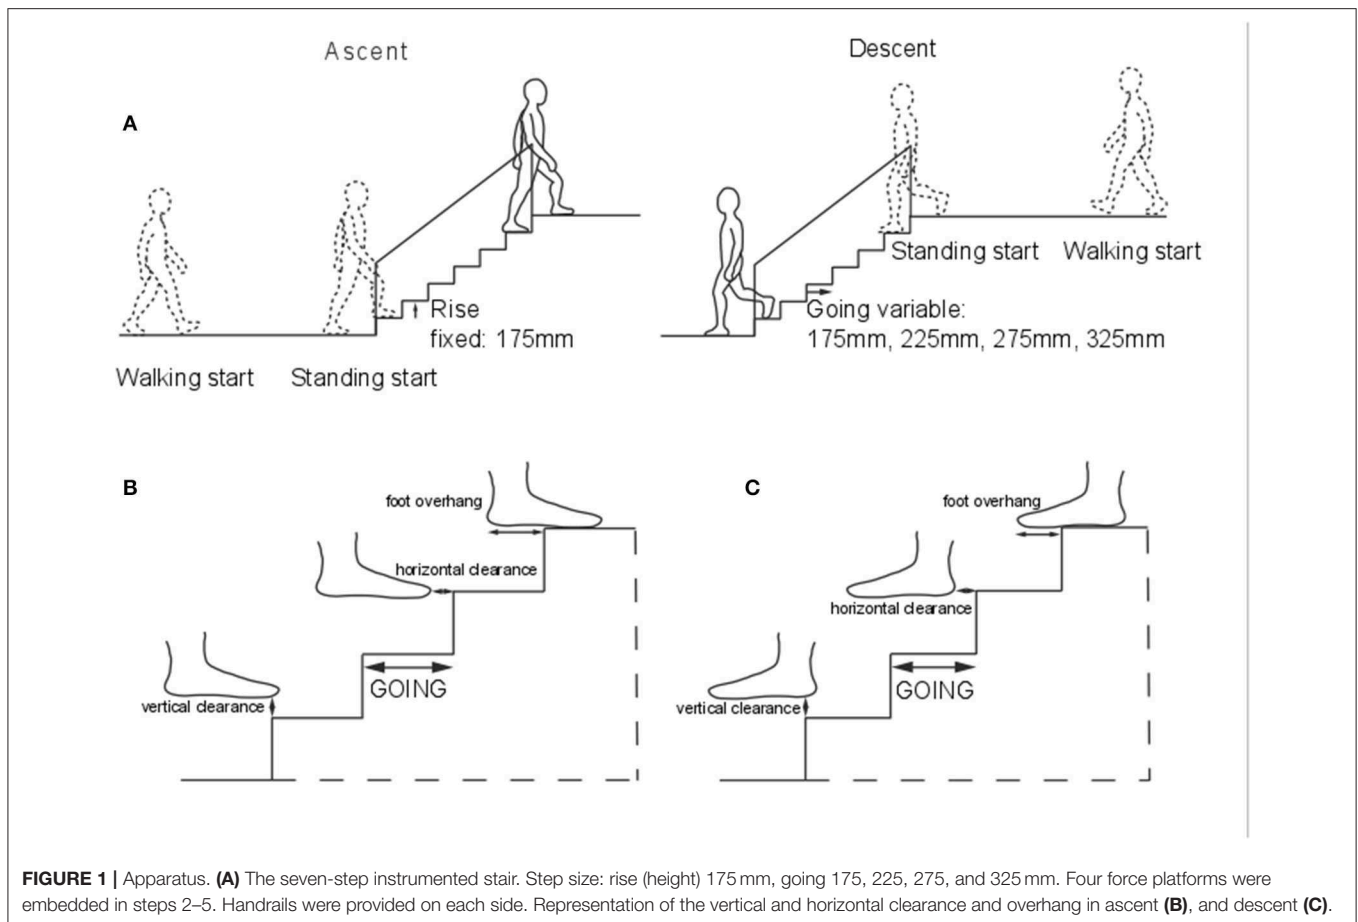 Ascent
Descent
A
Standing start Walking start
Rise
fixed: 175mm
Going variable:
175mm, 225mm, 275mm, 325mm
Walking start Standing start
B
foot overhang
horizontal clearance
GOING
vertical clearance
C
foot overhang
horizontal clearance
GOING
vertical clearance
FIGURE 1 | Apparatus. (A) The seven-step instrumented stair. Step size: rise (height) 175 mm, going 175, 225, 275, and 325 mm. Four force platforms were
embedded in steps 2–5. Handrails were provided on each side. Representation of the vertical and horizontal clearance and overhang in ascent (B), and descent (C).